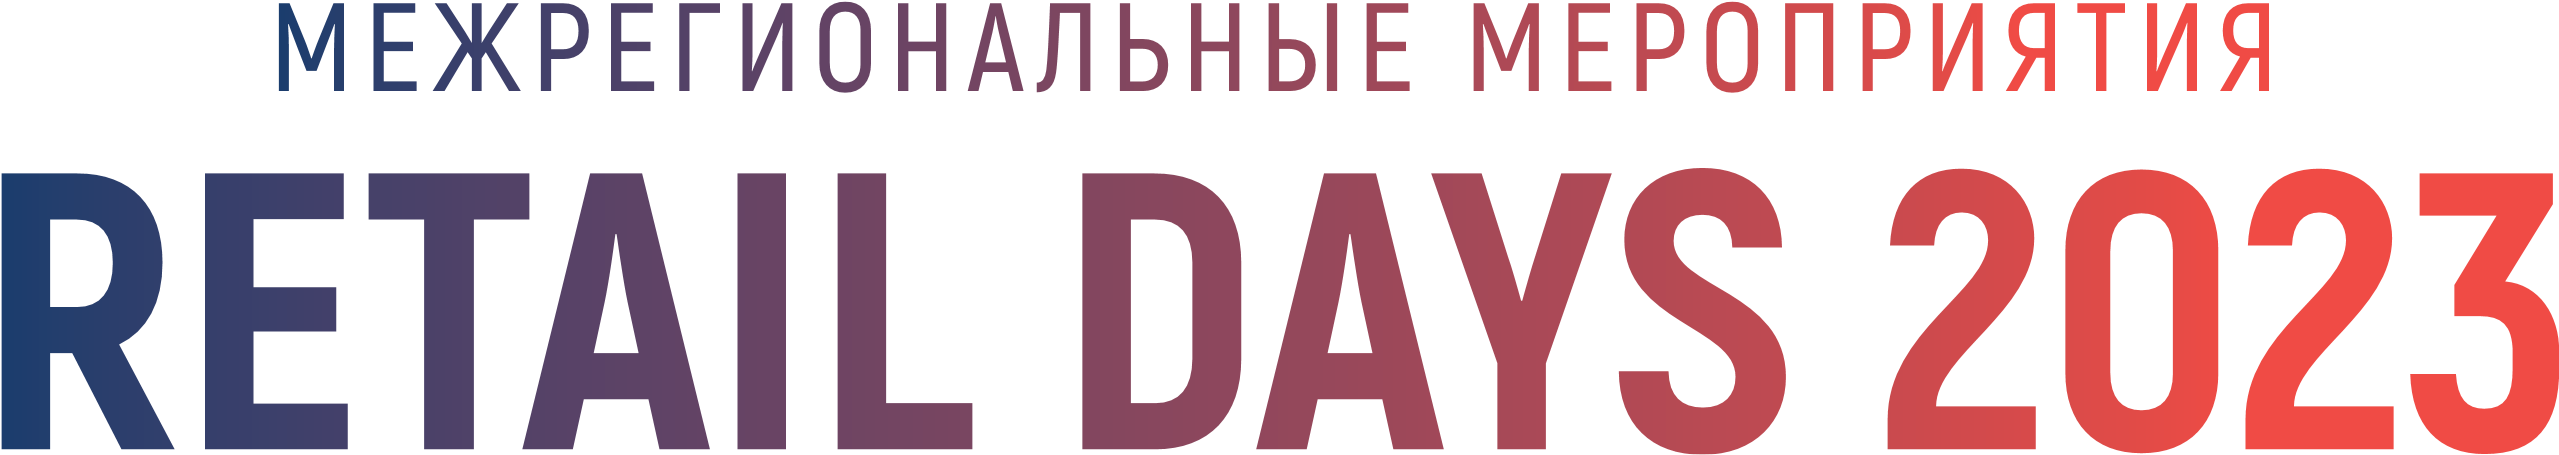 МЕЖРЕГИОНАЛЬНЫЕ МЕРОПРИЯТИЯ
RETAIL DAYS 2023